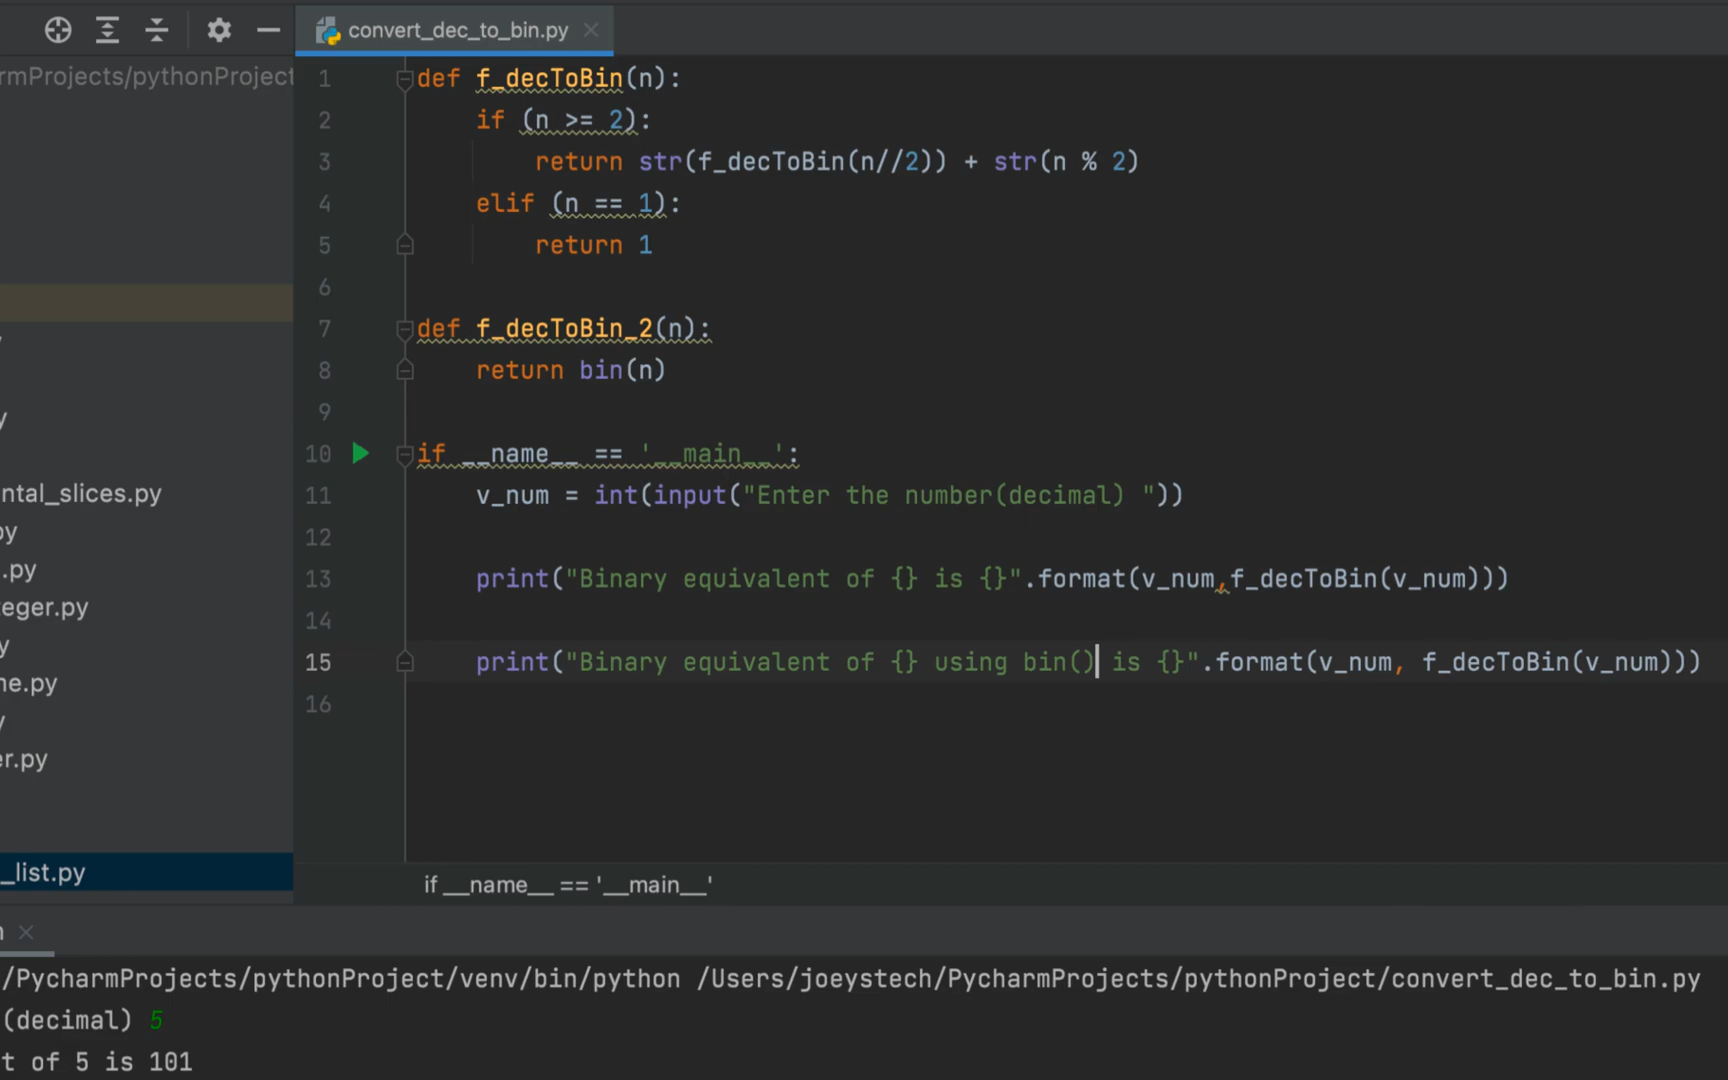 convert_dec_to_bin.py
rmProjects/pythonProject
1 def f_decToBin(n):
2 if (n >= 2):
3 return str(f_decToBin(n//2)) + str(n % 2)
4 elif (n == 1):
5 return 1
6
7 def f_decToBin_2(n):
8 return bin(n)
9
10 if __name__ == '__main__':
11 v_num = int(input("Enter the number(decimal) "))
12
13 print("Binary equivalent of {} is {}".format(v_num,f_decToBin(v_num)))
14
15 print("Binary equivalent of {} using bin() is {}".format(v_num, f_decToBin(v_num)))
16
ntal_slices.py
py
.py
teger.py
me.py
er.py
_list.py
if __name__ == '__main__'
/PycharmProjects/pythonProject/venv/bin/python /Users/joeystech/PycharmProjects/pythonProject/convert_dec_to_bin.py
(decimal) 5
t of 5 is 101